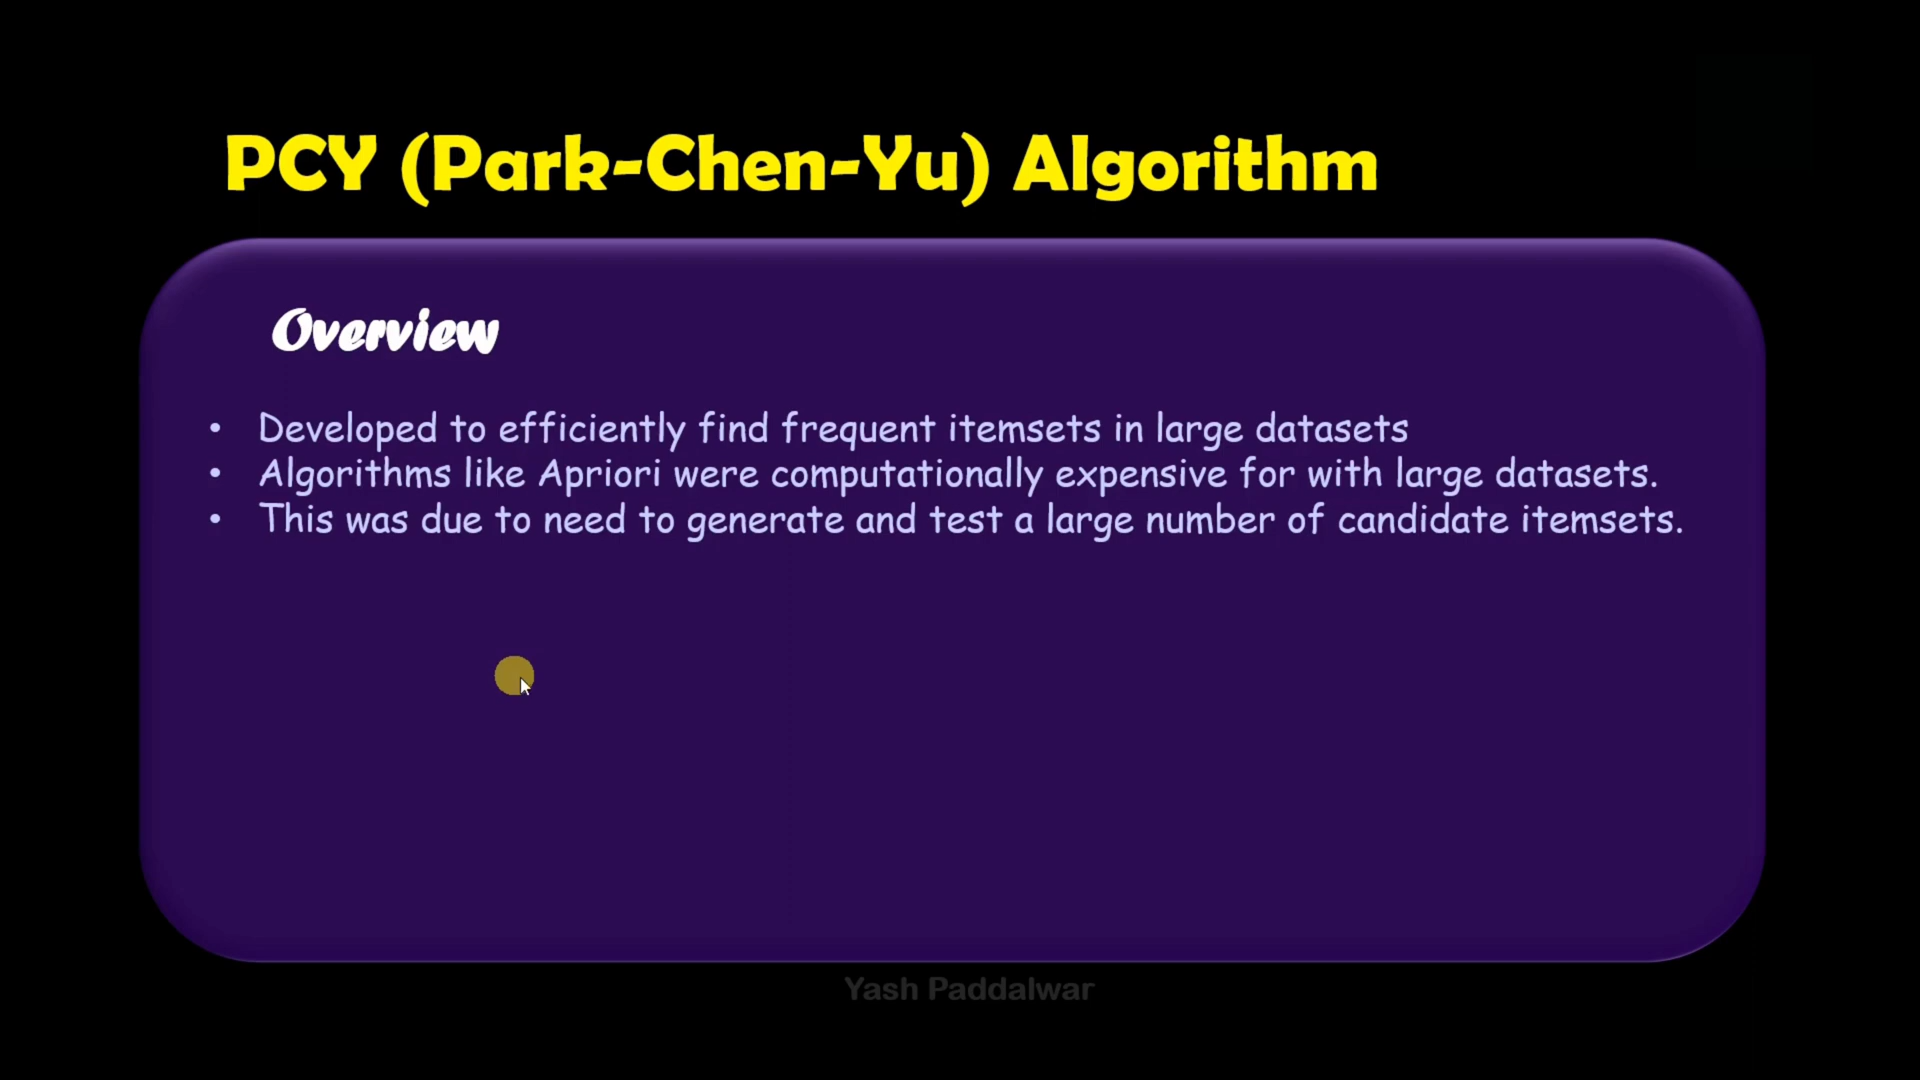 PCY (Park-Chen-Yu) Algorithm
Overview
• Developed to efficiently find frequent itemsets in large datasets
• Algorithms like Apriori were computationally expensive for with large datasets.
• This was due to need to generate and test a large number of candidate itemsets.
Yash Paddalwar